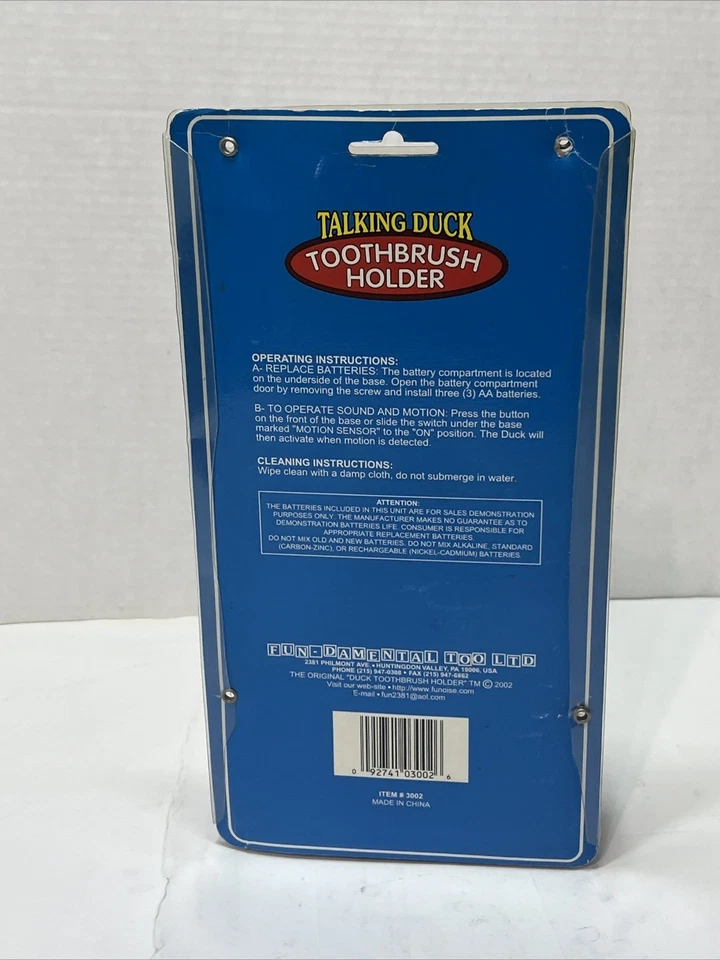 TALKING DUCK
TOOTHBRUSH
HOLDER
OPERATING INSTRUCTIONS:
A- REPLACE BATTERIES: The battery compartment is located
on the underside of the base. Open the battery compartment
door by removing the screw and install three (3) AA batteries.
B- TO OPERATE SOUND AND MOTION: Press the button
on the front of the base or slide the switch under the base
marked "MOTION SENSOR" to the "ON" position. The Duck will
then activate when motion is detected.
CLEANING INSTRUCTIONS:
Wipe clean with a damp cloth, do not submerge in water.
ATTENTION:
THE BATTERIES INCLUDED IN THIS UNIT ARE FOR SALES DEMONSTRATION
PURPOSES ONLY. THE MANUFACTURER MAKES NO GUARANTEE AS TO
DEMONSTRATION BATTERIES LIFE. CONSUMER IS RESPONSIBLE FOR
APPROPRIATE REPLACEMENT BATTERIES.
DO NOT MIX OLD AND NEW BATTERIES. DO NOT MIX ALKALINE, STANDARD
(CARBON-ZINC), OR RECHARGEABLE (NICKEL-CADMIUM) BATTERIES.
FUN-DAMENTAL TOO LTD
2381 PHILMONT AVE. • HUNTINGDON VALLEY, PA 19006, USA
PHONE (215) 947-0308 • FAX (215) 947-6862
THE ORIGINAL "DUCK TOOTHBRUSH HOLDER" TM © 2002
Visit our web-site • http://www.funoise.com
E-mail • fun2381@aol.com
0 92741 03002 6
ITEM # 3002
MADE IN CHINA